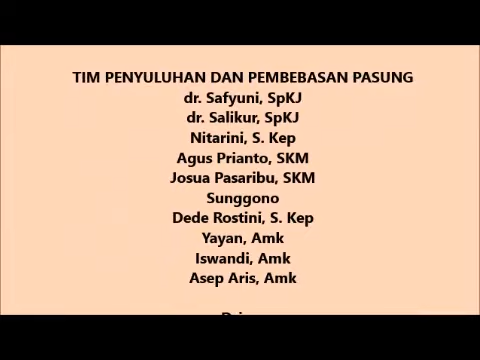 TIM PENYULUHAN DAN PEMBEBASAN PASUNG
dr. Safyuni, SpKJ
dr. Salikur, SpKJ
Nitarini, S. Kep
Agus Prianto, SKM
Josua Pasaribu, SKM
Sunggono
Dede Rostini, S. Kep
Yayan, Amk
Iswandi, Amk
Asep Aris, Amk